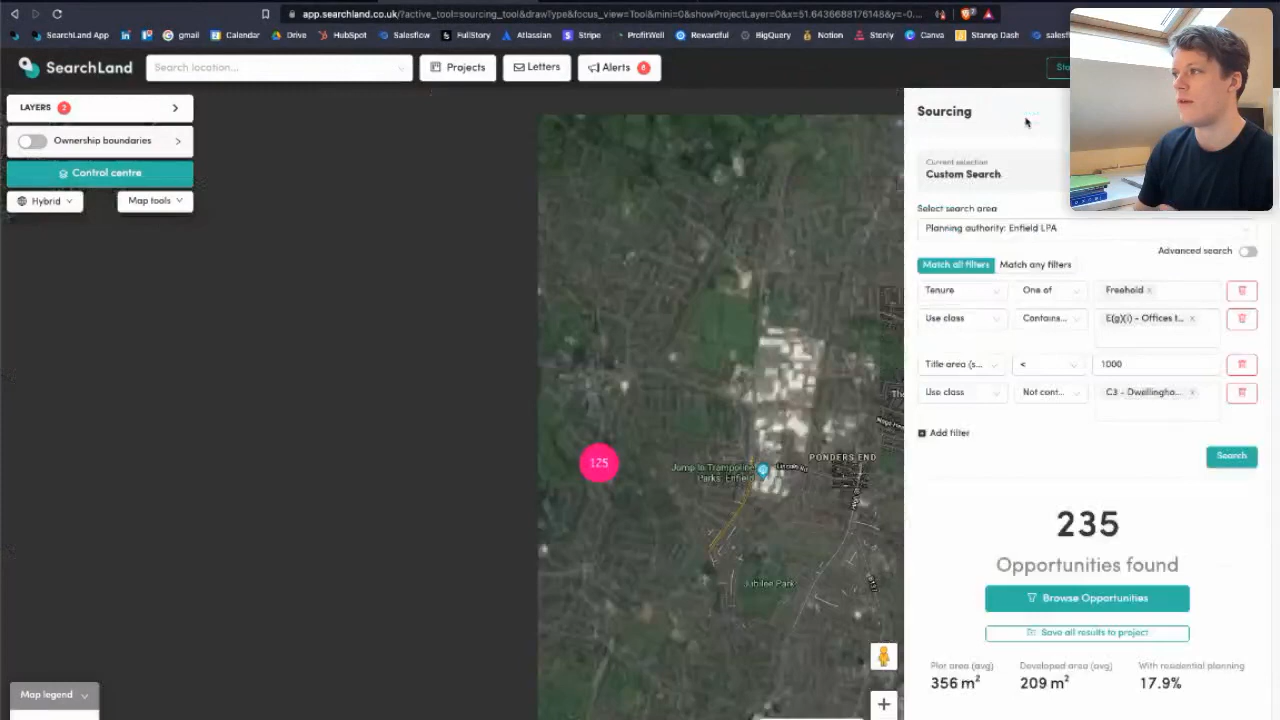 app.searchland.co.uk/?active_tool=sourcing_tool&drawType&focus_view=Tool&mini=0&showProjectLayer=0&x=51.6436688176148&y=-0....
SearchLand App
gmail
Calendar
Drive
HubSpot
Salesflow
FullStory
Atlassian
Stripe
ProfitWell
Rewardful
BigQuery
Notion
Storily
Canva
Stannp Dash
SearchLand
Search location...
Projects
Letters
Alerts 6
LAYERS 2
Sourcing
Ownership boundaries
Control centre
Current selection
Custom Search
Hybrid
Map tools
Select search area
Planning authority: Enfield LPA
Advanced search
Match all filters
Match any filters
Tenure
One of
Freehold x
Use class
Contains...
E(g)(i) - Offices t... x
Title area (s...
<
1000
Use class
Not cont...
C3 - Dwellingho... x
Add filter
Search
125
PONDERS END
Jump In Trampoline
Parks, Enfield
Lincoln Rd
235
Opportunities found
Jubilee Park
Browse Opportunities
Save all results to project
Plot area (avg)
Developed area (avg)
With residential planning
356 m²
209 m²
17.9%
Map legend
+